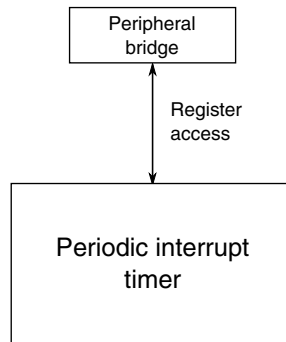 Peripheral
bridge
Register
access
Periodic interrupt
timer